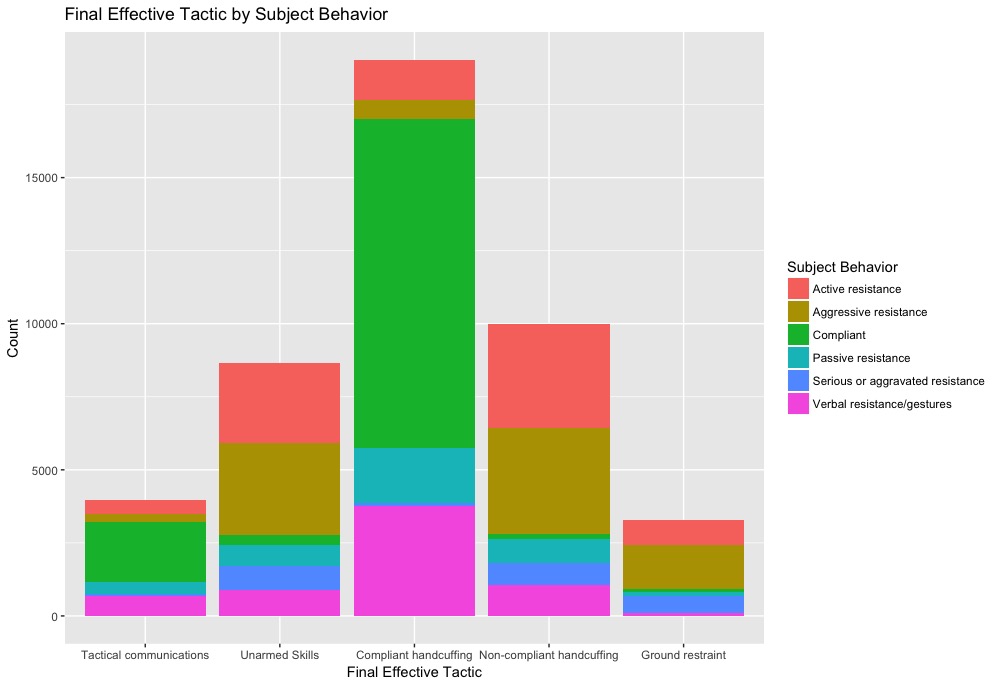 Final Effective Tactic by Subject Behavior
Count
15000
10000
5000
0
Tactical communications
Unarmed Skills
Compliant handcuffing
Non-compliant handcuffing
Ground restraint
Final Effective Tactic
Subject Behavior
Active resistance
Aggressive resistance
Compliant
Passive resistance
Serious or aggravated resistance
Verbal resistance/gestures